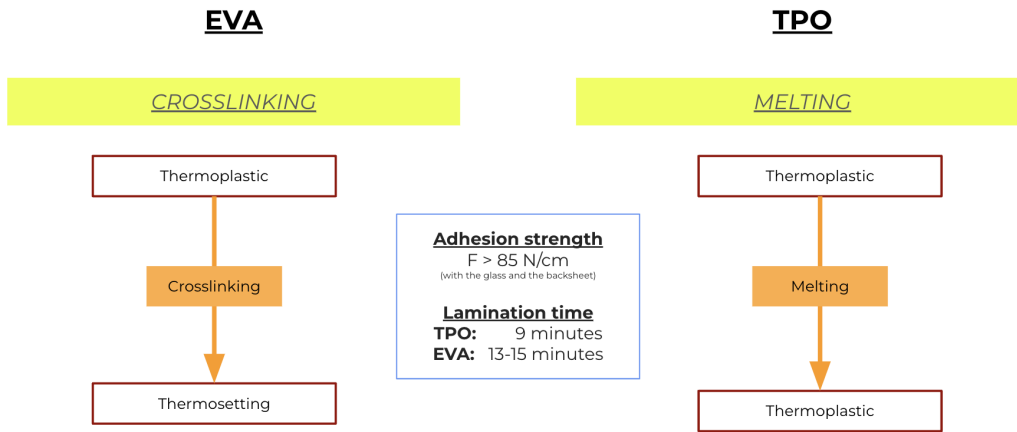 EVA
CROSSLINKING
Thermoplastic
Crosslinking
Thermosetting
Adhesion strength
F > 85 N/cm
(with the glass and the backsheet)
Lamination time
TPO: 9 minutes
EVA: 13-15 minutes
TPO
MELTING
Thermoplastic
Melting
Thermoplastic